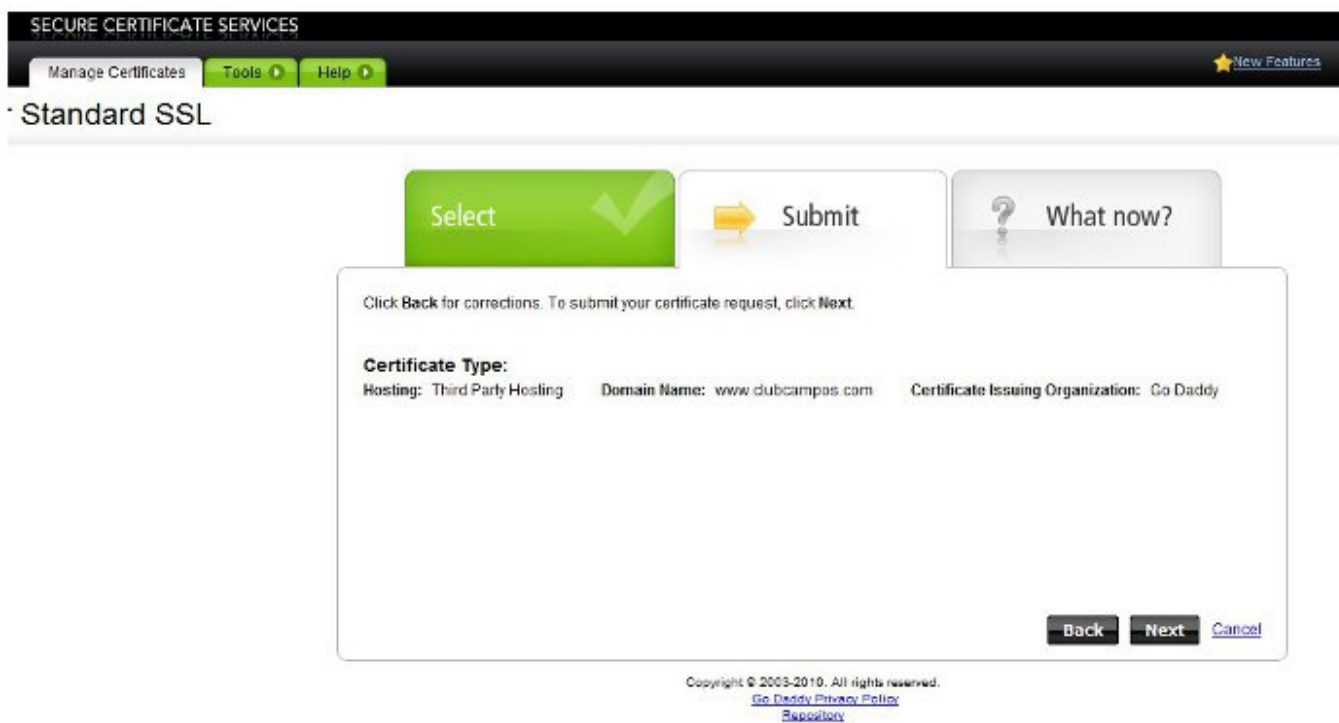 SECURE CERTIFICATE SERVICES
Manage Certificates Tools Help New Features
r Standard SSL
Select Submit ? What now?
Click Back for corrections. To submit your certificate request, click Next.
Certificate Type:
Hosting: Third Party Hosting Domain Name: www.clubcampos.com Certificate Issuing Organization: Go Daddy
Back Next Cancel
Copyright © 2003-2010. All rights reserved.
Go Daddy Privacy Policy
Repository